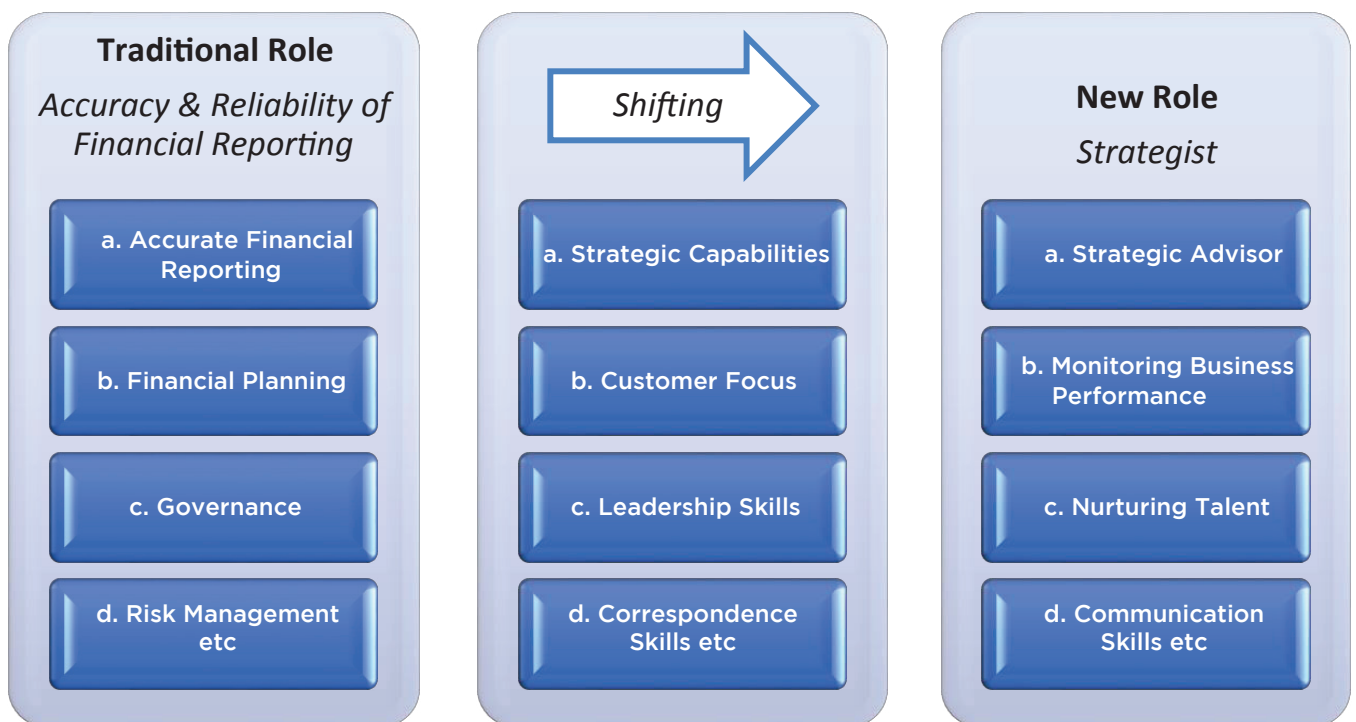 Traditional Role
Accuracy & Reliability of
Financial Reporting
a. Accurate Financial
Reporting
b. Financial Planning
c. Governance
d. Risk Management
etc
Shifting
a. Strategic Capabilities
b. Customer Focus
c. Leadership Skills
d. Correspondence
Skills etc
New Role
Strategist
a. Strategic Advisor
b. Monitoring Business
Performance
c. Nurturing Talent
d. Communication
Skills etc